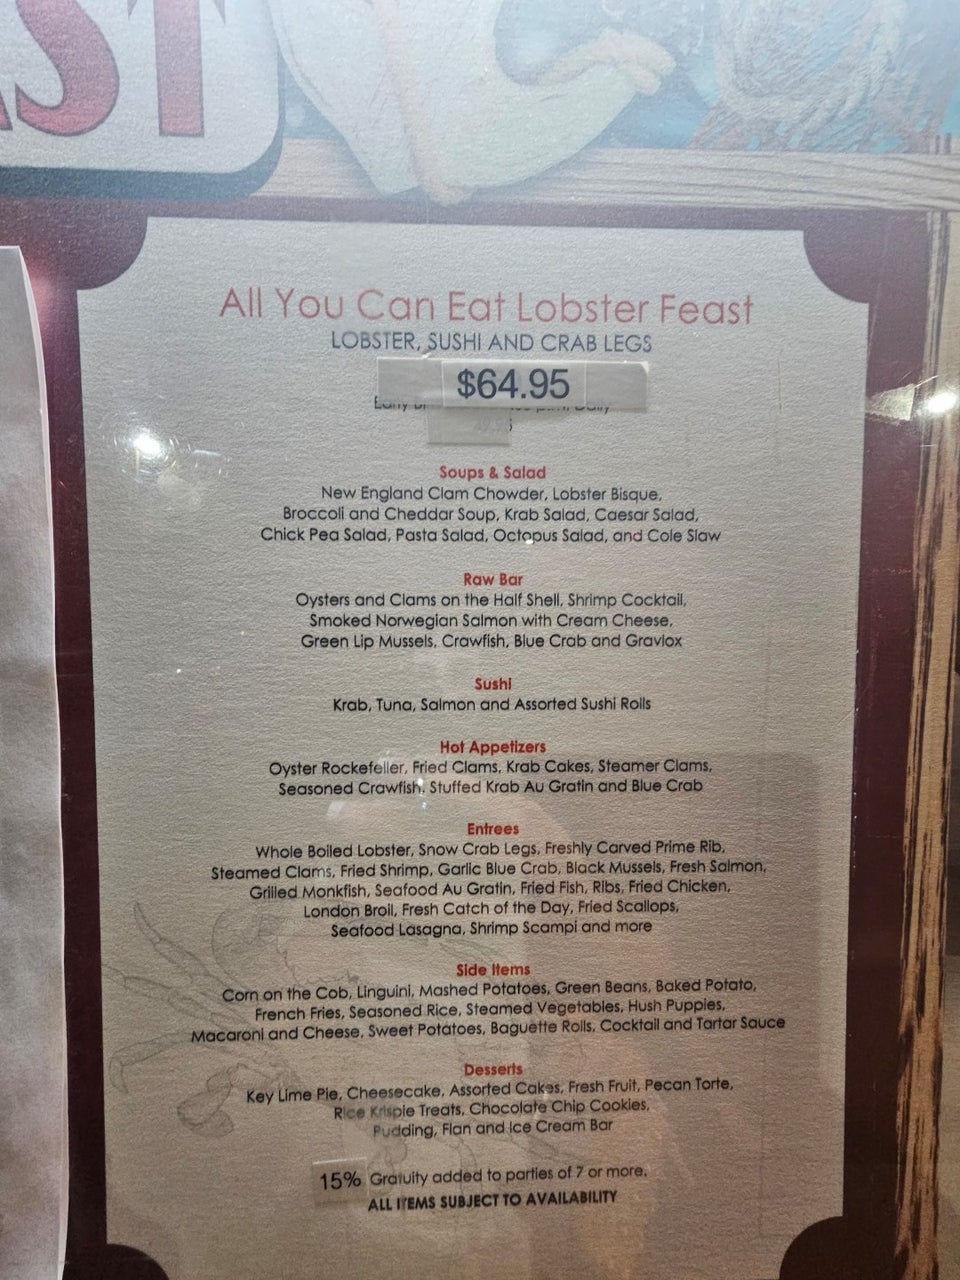 AST
All You Can Eat Lobster Feast
LOBSTER, SUSHI AND CRAB LEGS
$64.95
Early Daily
Soups & Salad
New England Clam Chowder, Lobster Bisque,
Broccoli and Cheddar Soup, Krab Salad, Caesar Salad,
Chick Pea Salad, Pasta Salad, Octopus Salad, and Cole Slaw
Raw Bar
Oysters and Clams on the Half Shell, Shrimp Cocktail,
Smoked Norwegian Salmon with Cream Cheese,
Green Lip Mussels, Crawfish, Blue Crab and Gravlox
Sushi
Krab, Tuna, Salmon and Assorted Sushi Rolls
Hot Appetizers
Oyster Rockefeller, Fried Clams, Krab Cakes, Steamer Clams,
Seasoned Crawfish, Stuffed Krab Au Gratin and Blue Crab
Entrees
Whole Boiled Lobster, Snow Crab Legs, Freshly Carved Prime Rib,
Steamed Clams, Fried Shrimp, Garlic Blue Crab, Black Mussels, Fresh Salmon,
Grilled Monkfish, Seafood Au Gratin, Fried Fish, Ribs, Fried Chicken,
London Broil, Fresh Catch of the Day, Fried Scallops,
Seafood Lasagna, Shrimp Scampi and more
Side Items
Corn on the Cob, Linguini, Mashed Potatoes, Green Beans, Baked Potato,
French Fries, Seasoned Rice, Steamed Vegetables, Hush Puppies,
Macaroni and Cheese, Sweet Potatoes, Baguette Rolls, Cocktail and Tartar Sauce
Desserts
Key Lime Pie, Cheesecake, Assorted Cakes, Fresh Fruit, Pecan Torte,
Rice Krispie Treats, Chocolate Chip Cookies,
Pudding, Flan and Ice Cream Bar
15% Gratuity added to parties of 7 or more.
ALL ITEMS SUBJECT TO AVAILABILITY